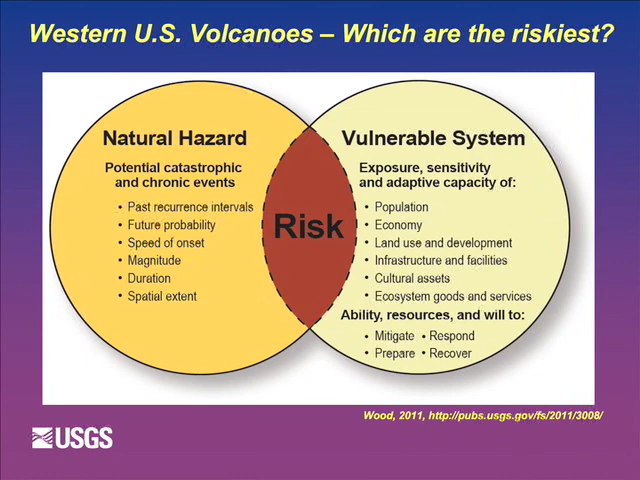 Western U.S. Volcanoes – Which are the riskiest?
Natural Hazard
Potential catastrophic
and chronic events
• Past recurrence intervals
• Future probability
• Speed of onset
• Magnitude
• Duration
• Spatial extent
Risk
Vulnerable System
Exposure, sensitivity
and adaptive capacity of:
• Population
• Economy
• Land use and development
• Infrastructure and facilities
• Cultural assets
• Ecosystem goods and services
Ability, resources, and will to:
• Mitigate • Respond
• Prepare • Recover
Wood, 2011, http://pubs.usgs.gov/fs/2011/3008/
USGS